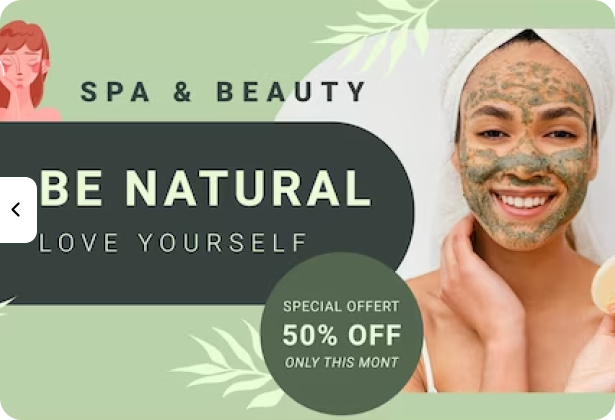 SPA & BEAUTY
BE NATURAL
LOVE YOURSELF
SPECIAL OFFERT
50% OFF
ONLY THIS MONT